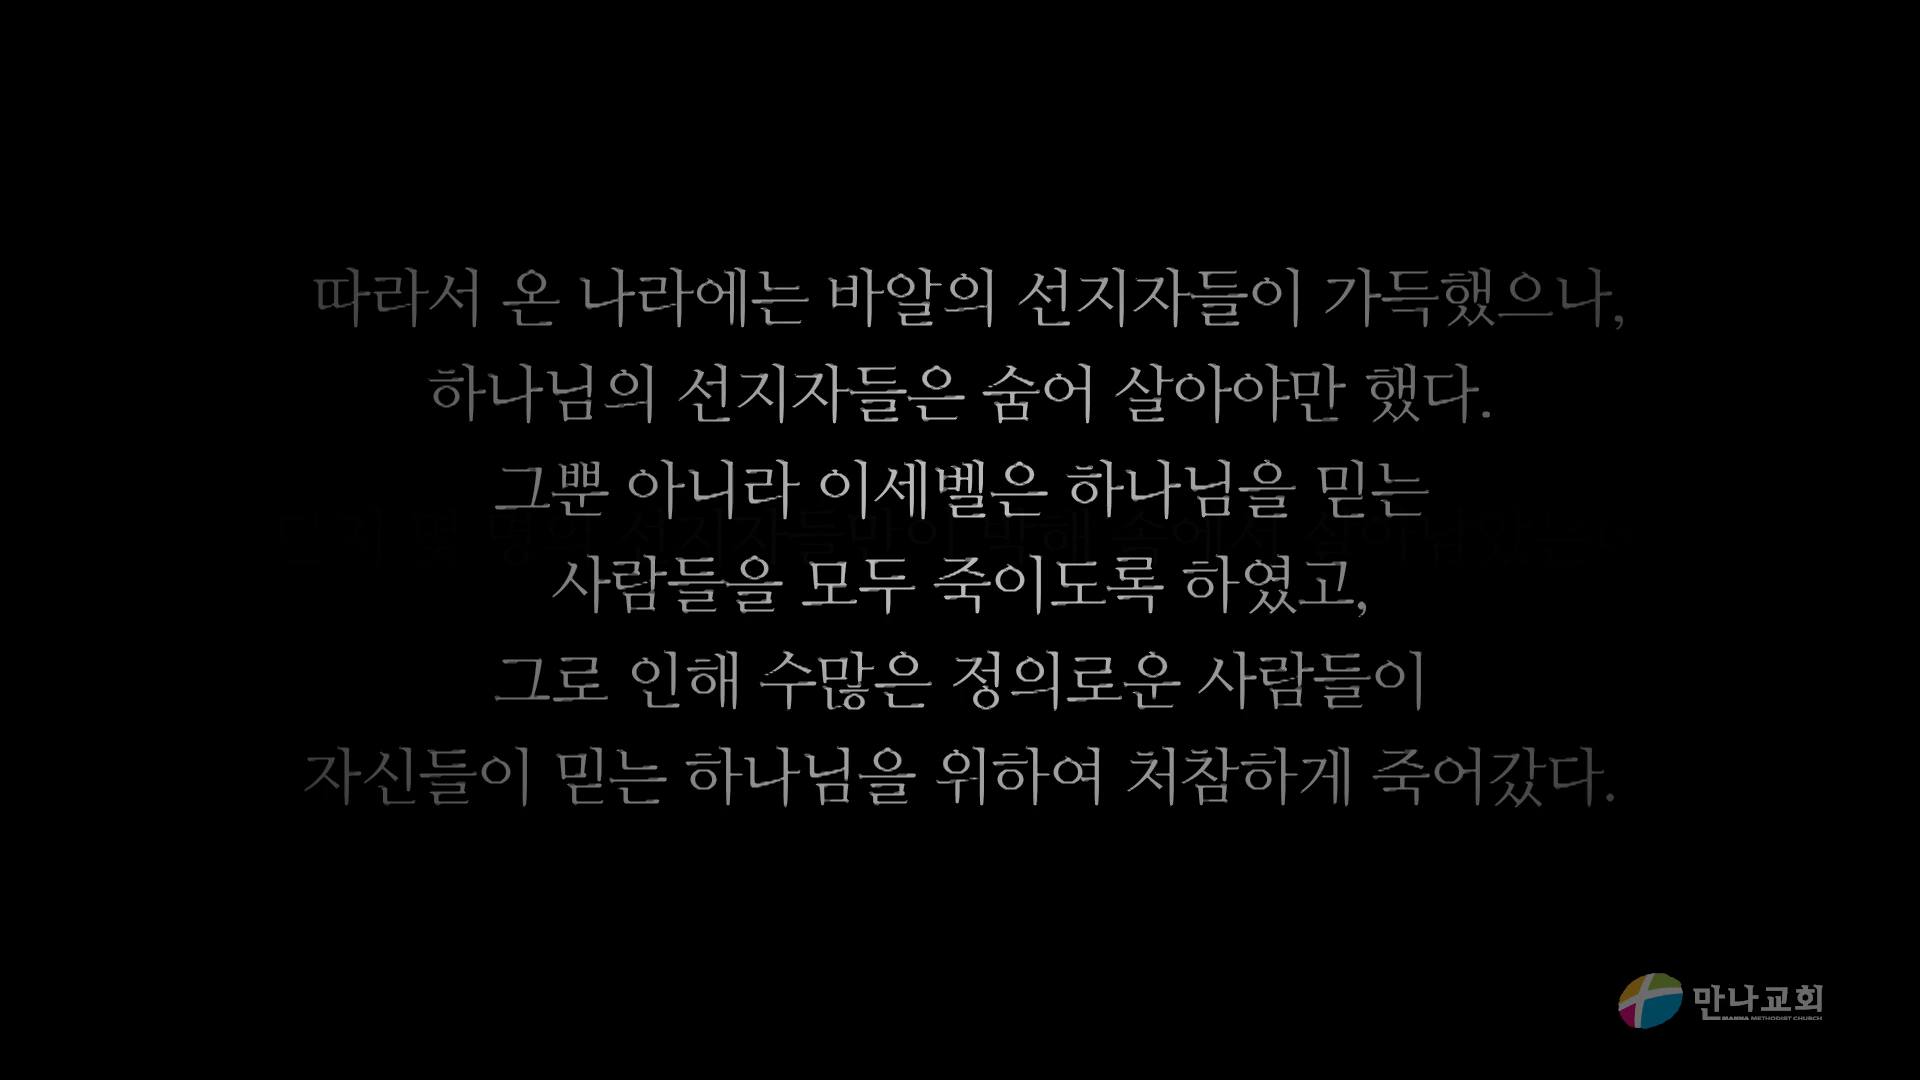 따라서 온 나라에는 바알의 선지자들이 가득했으나,
하나님의 선지자들은 숨어 살아야만 했다.
그뿐 아니라 이세벨은 하나님을 믿는
사람들을 모두 죽이도록 하였고,
그로 인해 수많은 정의로운 사람들이
자신들이 믿는 하나님을 위하여 처참하게 죽어갔다.
만나교회
MANNA METHODIST CHURCH